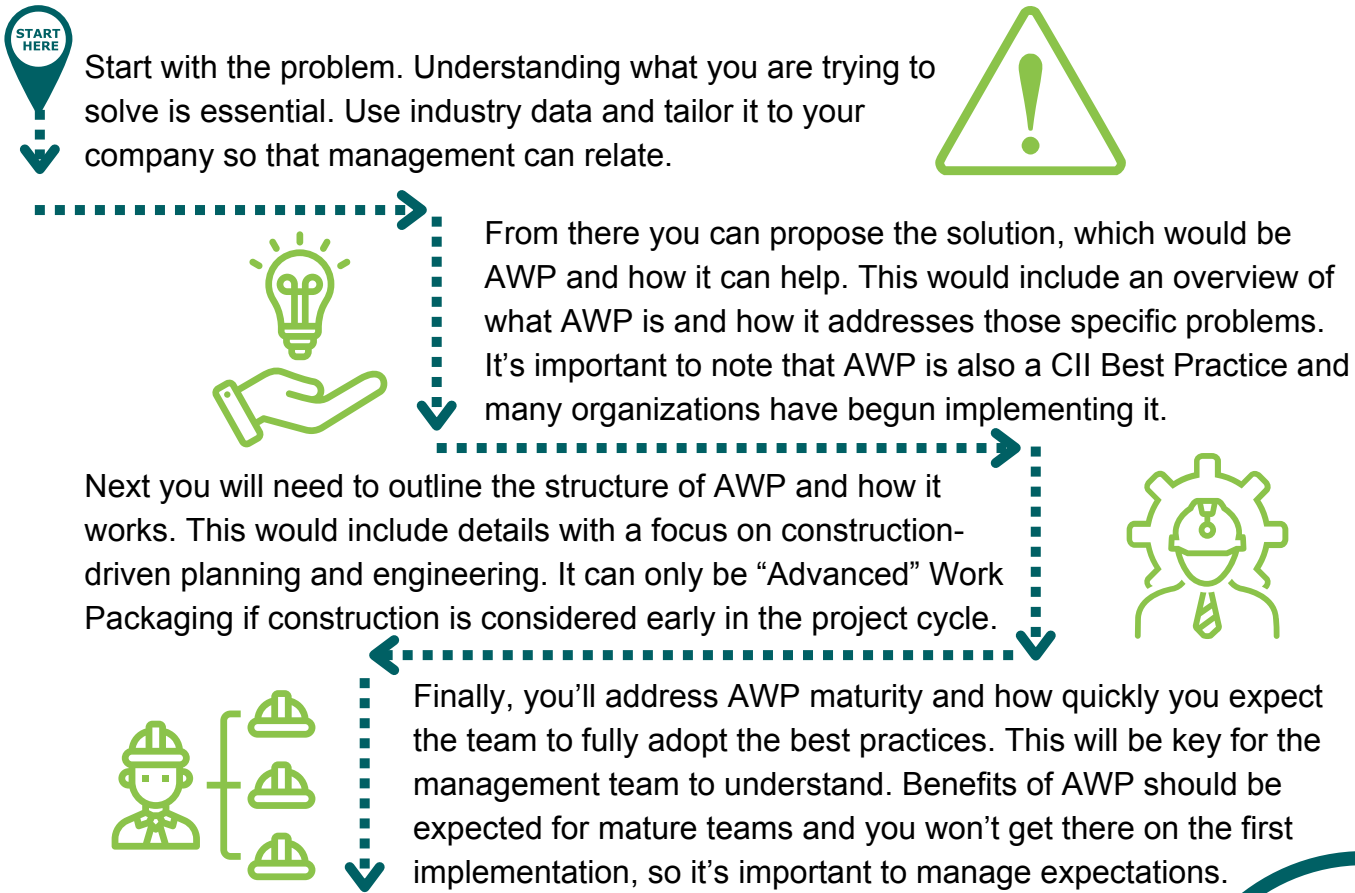 START
HERE
Start with the problem. Understanding what you are trying to
solve is essential. Use industry data and tailor it to your
company so that management can relate.
From there you can propose the solution, which would be
AWP and how it can help. This would include an overview of
what AWP is and how it addresses those specific problems.
It’s important to note that AWP is also a CII Best Practice and
many organizations have begun implementing it.
Next you will need to outline the structure of AWP and how it
works. This would include details with a focus on construction-
driven planning and engineering. It can only be “Advanced” Work
Packaging if construction is considered early in the project cycle.
Finally, you’ll address AWP maturity and how quickly you expect
the team to fully adopt the best practices. This will be key for the
management team to understand. Benefits of AWP should be
expected for mature teams and you won’t get there on the first
implementation, so it’s important to manage expectations.